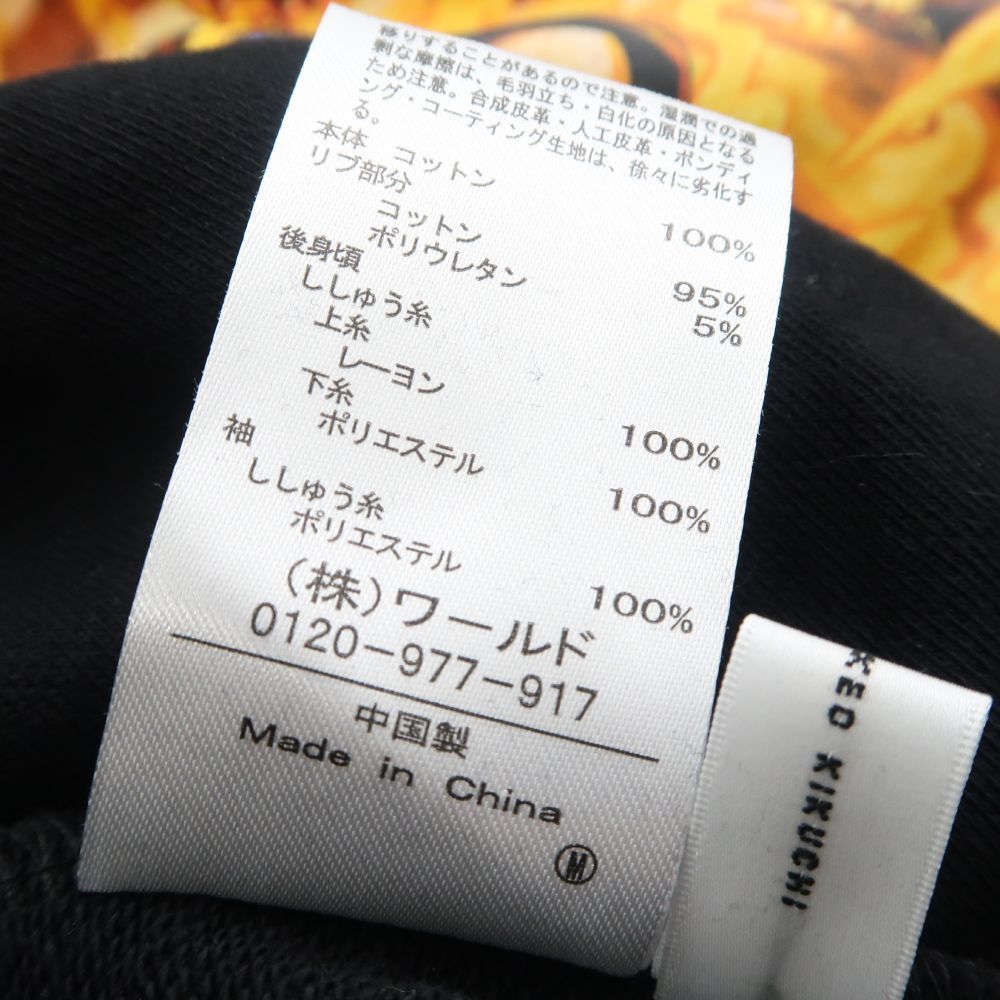 移りすることがあるので注意。湿潤での過
剰な摩擦は、毛羽立ち・白化の原因となる
ため注意。合成皮革・人工皮革・ボンディ
ング・コーティング生地は、徐々に劣化す
る。
本体 コットン 100%
リブ部分
コットン 95%
ポリウレタン 5%
後身頃
ししゅう糸
上糸
レーヨン 100%
下糸
ポリエステル 100%
袖
ししゅう糸
ポリエステル 100%
(株)ワールド
0120-977-917
中国製
Made in China
M
KEO KIKUCHI